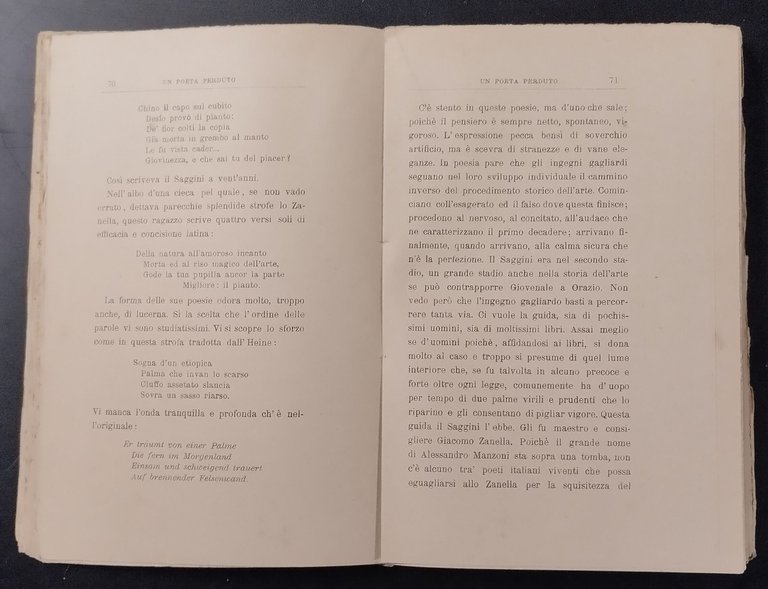 70
UN POETA PERDUTO
Chino il capo sul cubito
Desto provò di pianto;
De' fior colti la copia
Già morta in grembo al manto
Le fu vista cader...
Giovinezza, e che sai tu del piacer?
Così scriveva il Saggini a vent'anni.
Nell'albo d'una cieca pel quale, se non vado
errato, dettava parecchie splendide strofe lo Za-
nella, questo ragazzo scrive quattro versi soli di
efficacia e concisione latina:
Della natura all'amoroso incanto
Morta ed al riso magico dell'arte,
Gode la tua pupilla ancor la parte
Migliore: il pianto.
La forma delle sue poesie odora molto, troppo
anche, di lucerna. Sì la scelta che l'ordine delle
parole vi sono studiatissimi. Vi si scopre lo sforzo
come in questa strofa tradotta dall'Heine:
Sogna d'un etiopica
Palma che invan lo scarso
Ciuffo assetato slancia
Sovra un sasso riarso.
Vi manca l'onda tranquilla e profonda ch'è nel-
l'originale:
Er träumt von einer Palme
Die fern im Morgenland
Einsam und schweigend trauert
Auf brennender Felsenwand.
UN POETA PERDUTO
71
C'è stento in queste poesie, ma d'uno che sale;
poichè il pensiero è sempre netto, spontaneo, vi-
goroso. L'espressione pecca bensì di soverchio
artificio, ma è scevra di stranezze e di vane ele-
ganze. In poesia pare che gli ingegni gagliardi
seguano nel loro sviluppo individuale il cammino
inverso del procedimento storico dell'arte. Comin-
ciano coll'esagerato ed il falso dove questa finisce;
procedono al nervoso, al concitato, all'audace che
ne caratterizzano il primo decadere; arrivano fi-
nalmente, quando arrivano, alla calma sicura che
n'è la perfezione. Il Saggini era nel secondo sta-
dio, un grande stadio anche nella storia dell'arte
se può contrapporre Giovenale a Orazio. Non
vedo però che l'ingegno gagliardo basti a percor-
rere tanta via. Ci vuole la guida, sia di pochis-
simi uomini, sia di moltissimi libri. Assai meglio
se d'uomini poichè, affidandosi ai libri, si dona
molto al caso e troppo si presume di quel lume
interiore che, se fu talvolta in alcuno precoce e
forte oltre ogni legge, comunemente ha d'uopo
per tempo di due palme virili e prudenti che lo
riparino e gli consentano di pigliar vigore. Questa
guida il Saggini l'ebbe. Gli fu maestro e consi-
gliere Giacomo Zanella. Poichè il grande nome
di Alessandro Manzoni sta sopra una tomba, non
c'è alcuno tra' poeti italiani viventi che possa
eguagliarsi allo Zanella per la squisitezza del